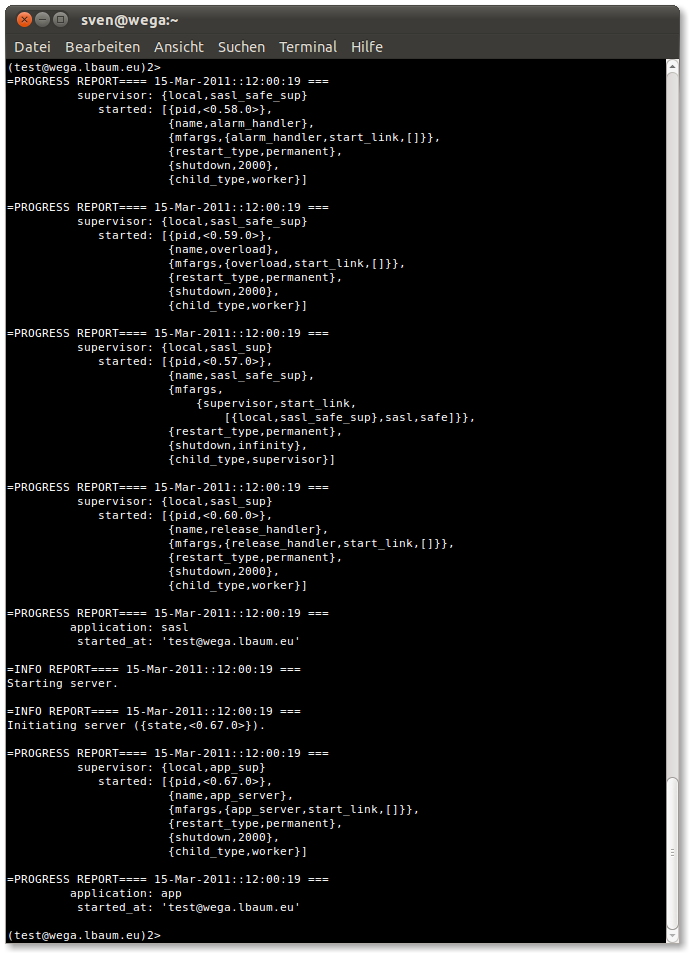 sven@wega:~
Datei Bearbeiten Ansicht Suchen Terminal Hilfe
(test@wega.lbaum.eu)2>
=PROGRESS REPORT==== 15-Mar-2011::12:00:19 ===
          supervisor: {local,sasl_safe_sup}
             started: [{pid,<0.58.0>},
                       {name,alarm_handler},
                       {mfargs,{alarm_handler,start_link,[]}},
                       {restart_type,permanent},
                       {shutdown,2000},
                       {child_type,worker}]

=PROGRESS REPORT==== 15-Mar-2011::12:00:19 ===
          supervisor: {local,sasl_safe_sup}
             started: [{pid,<0.59.0>},
                       {name,overload},
                       {mfargs,{overload,start_link,[]}},
                       {restart_type,permanent},
                       {shutdown,2000},
                       {child_type,worker}]

=PROGRESS REPORT==== 15-Mar-2011::12:00:19 ===
          supervisor: {local,sasl_sup}
             started: [{pid,<0.57.0>},
                       {name,sasl_safe_sup},
                       {mfargs,
                           {supervisor,start_link,
                               [{local,sasl_safe_sup},sasl,safe]}},
                       {restart_type,permanent},
                       {shutdown,infinity},
                       {child_type,supervisor}]

=PROGRESS REPORT==== 15-Mar-2011::12:00:19 ===
          supervisor: {local,sasl_sup}
             started: [{pid,<0.60.0>},
                       {name,release_handler},
                       {mfargs,{release_handler,start_link,[]}},
                       {restart_type,permanent},
                       {shutdown,2000},
                       {child_type,worker}]

=PROGRESS REPORT==== 15-Mar-2011::12:00:19 ===
         application: sasl
          started_at: 'test@wega.lbaum.eu'

=INFO REPORT==== 15-Mar-2011::12:00:19 ===
Starting server.

=INFO REPORT==== 15-Mar-2011::12:00:19 ===
Initiating server ({state,<0.67.0>}).

=PROGRESS REPORT==== 15-Mar-2011::12:00:19 ===
          supervisor: {local,app_sup}
             started: [{pid,<0.67.0>},
                       {name,app_server},
                       {mfargs,{app_server,start_link,[]}},
                       {restart_type,permanent},
                       {shutdown,2000},
                       {child_type,worker}]

=PROGRESS REPORT==== 15-Mar-2011::12:00:19 ===
         application: app
          started_at: 'test@wega.lbaum.eu'

(test@wega.lbaum.eu)2>